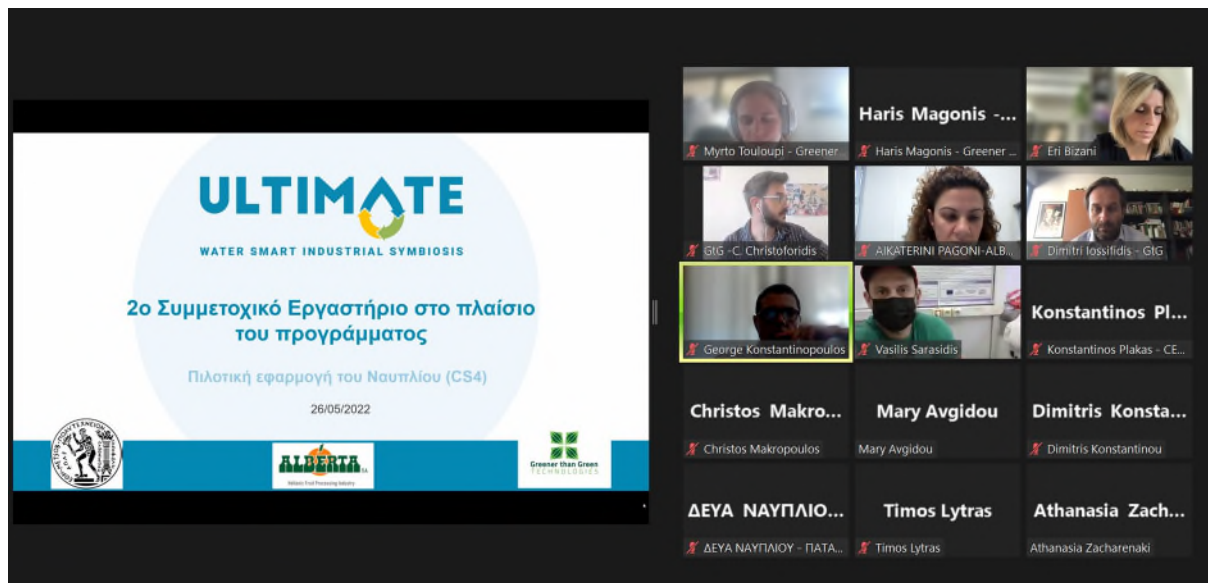 ULTIMATE
WATER SMART INDUSTRIAL SYMBIOSIS
2ο Συμμετοχικό Εργαστήριο στο πλαίσιο
του προγράμματος
Πιλοτική εφαρμογή του Ναυπλίου (CS4)
26/05/2022
ALBERTA S.A.
Hellenic Fruit Processing Industry
Greener than Green
TECHNOLOGIES
Myrto Touloupi - Greener
Haris Magonis -...
Haris Magonis - Greener ...
Eri Bizani
GtG -C. Christoforidis
AIKATERINI PAGONI-ALB...
Dimitri Iossifidis - GtG
George Konstantinopoulos
Vasilis Sarasidis
Konstantinos Pl...
Konstantinos Plakas - CE...
Christos Makro...
Christos Makropoulos
Mary Avgidou
Mary Avgidou
Dimitris Konsta...
Dimitris Konstantinou
ΔΕΥΑ ΝΑΥΠΛΙΟ...
ΔΕΥΑ ΝΑΥΠΛΙΟΥ - ΠΑΤΑ...
Timos Lytras
Timos Lytras
Athanasia Zach...
Athanasia Zacharenaki